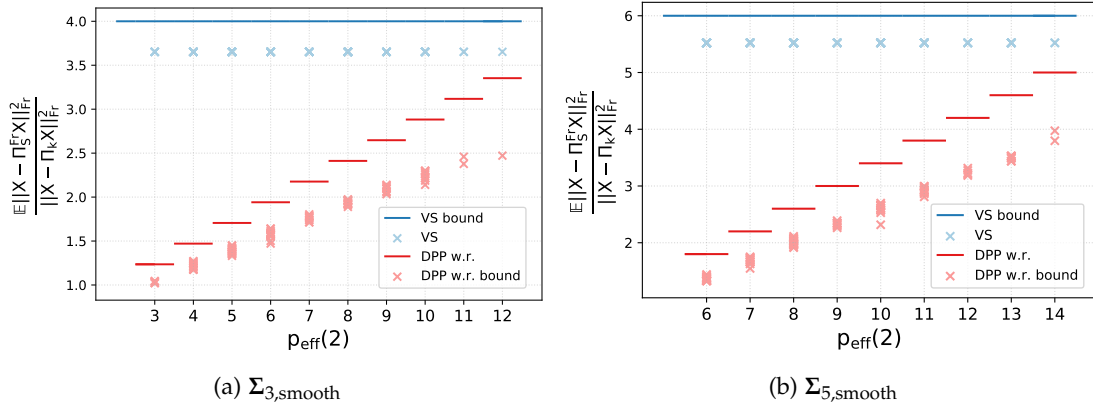 4.0
3.5
3.0
2.5
2.0
1.5
1.0
𝔼||X − Π_S^Fr X||²_Fr
||X − Π_k X||²_Fr
VS bound
VS
DPP w.r.
DPP w.r. bound
3 4 5 6 7 8 9 10 11 12
p_eff(2)
(a) Σ_3,smooth
6
5
4
3
2
𝔼||X − Π_S^Fr X||²_Fr
||X − Π_k X||²_Fr
VS bound
VS
DPP w.r.
DPP w.r. bound
6 7 8 9 10 11 12 13 14
p_eff(2)
(b) Σ_5,smooth